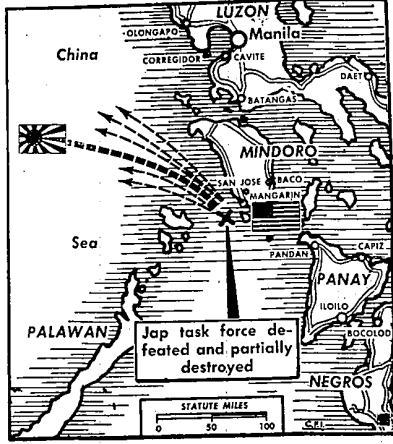 LUZON
OLONGAPO
Manila
China
CORREGIDOR
CAVITE
DAET
BATANGAS
MINDORO
SAN JOSE
BACO
MANGARIN
Sea
PANDAN
CAPIZ
PANAY
ILOILO
PALAWAN
BOCOLOD
Jap task force de-
feated and partially
destroyed
NEGROS
STATUTE MILES
0 50 100
C.P.I.